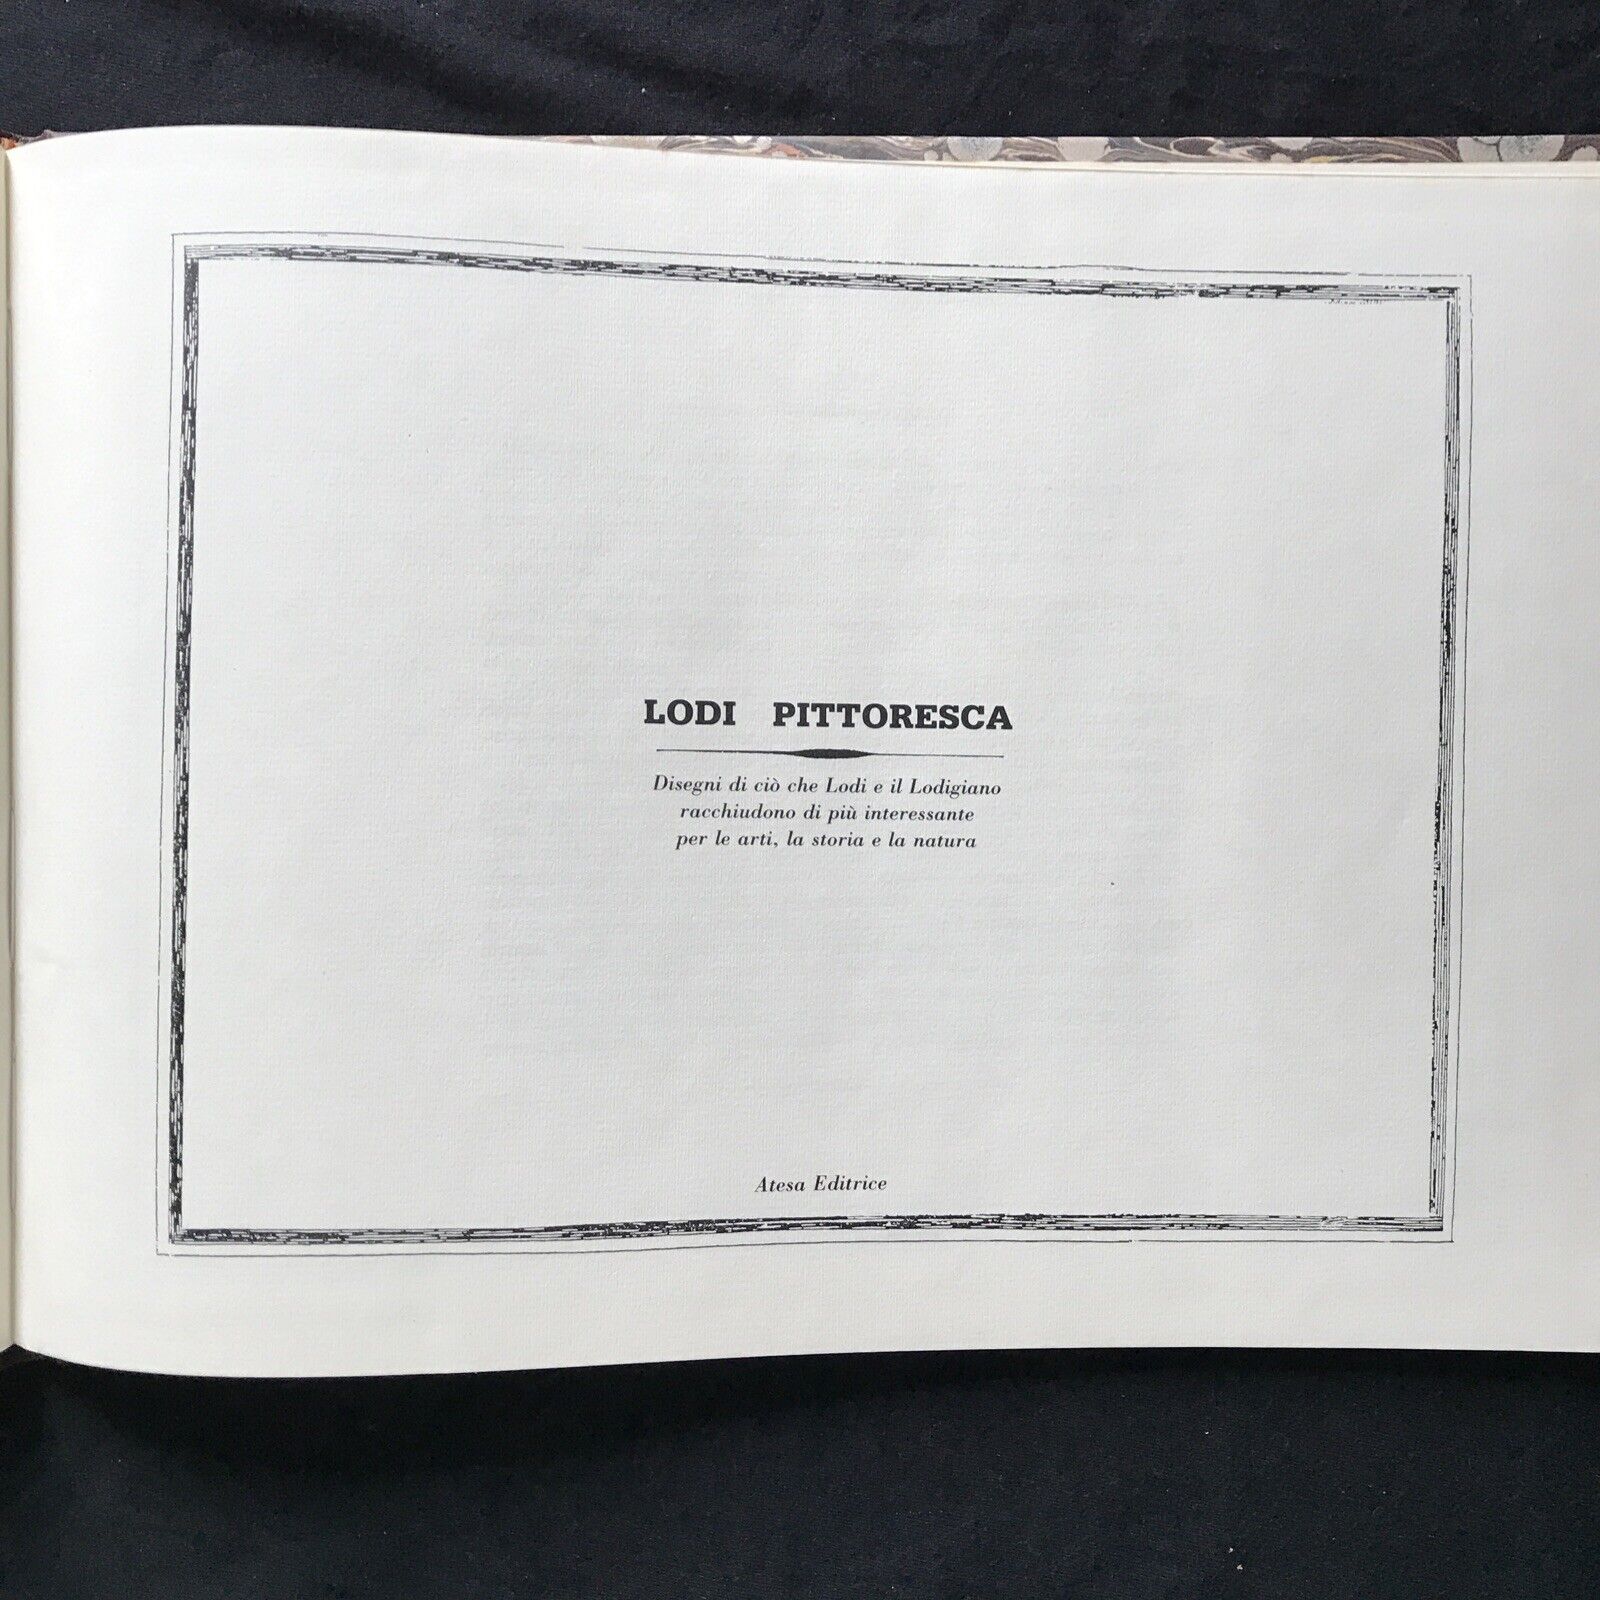 LODI PITTORESCA
Disegni di ciò che Lodi e il Lodigiano
racchiudono di più interessante
per le arti, la storia e la natura
Atesa Editrice